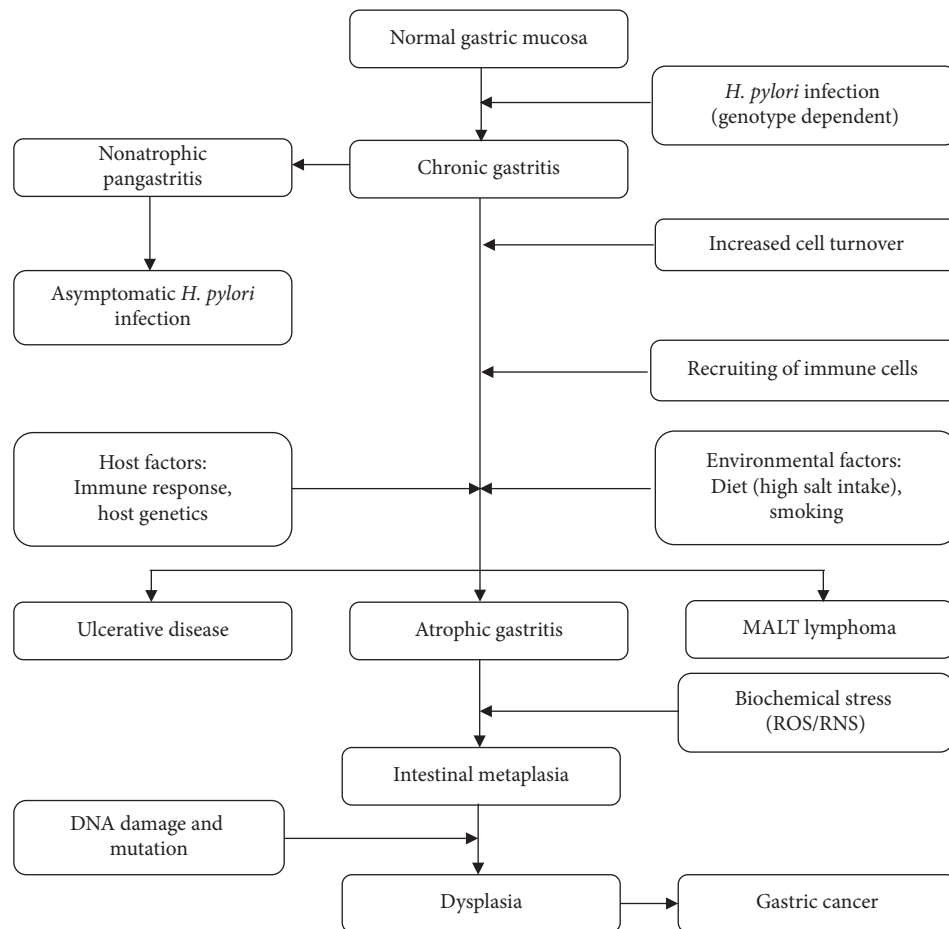 Normal gastric mucosa
H. pylori infection
(genotype dependent)
Nonatrophic
pangastritis
Chronic gastritis
Increased cell turnover
Asymptomatic H. pylori
infection
Recruiting of immune cells
Host factors:
Immune response,
host genetics
Environmental factors:
Diet (high salt intake),
smoking
Ulcerative disease
Atrophic gastritis
MALT lymphoma
Biochemical stress
(ROS/RNS)
Intestinal metaplasia
DNA damage and
mutation
Dysplasia
Gastric cancer